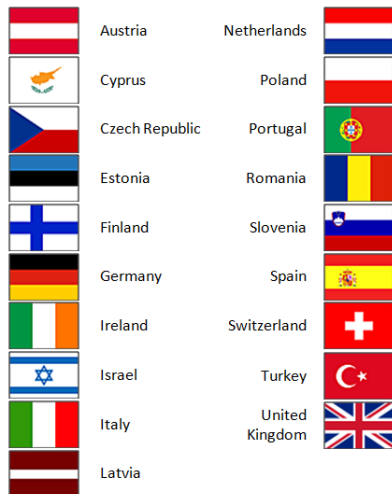 Austria
Netherlands
Cyprus
Poland
Czech Republic
Portugal
Estonia
Romania
Finland
Slovenia
Germany
Spain
Ireland
Switzerland
Israel
Turkey
Italy
United
Kingdom
Latvia